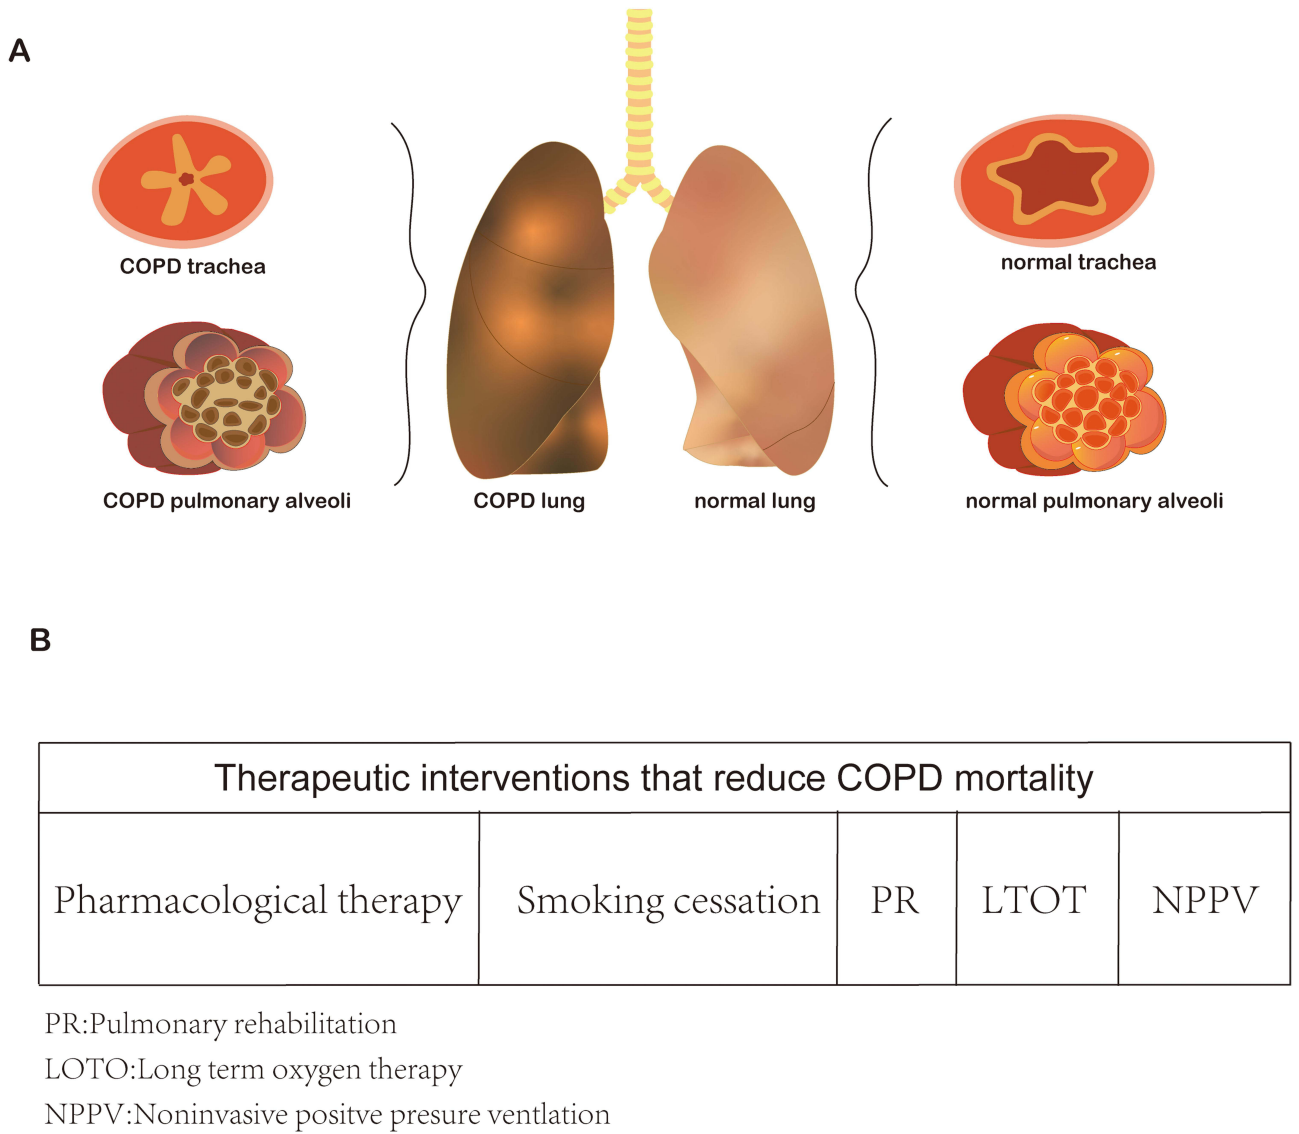 A
COPD trachea
normal trachea
COPD pulmonary alveoli
COPD lung
normal lung
normal pulmonary alveoli
B
Therapeutic interventions that reduce COPD mortality
Pharmacological therapy
Smoking cessation
PR
LTOT
NPPV
PR:Pulmonary rehabilitation
LOTO:Long term oxygen therapy
NPPV:Noninvasive positve presure ventlation